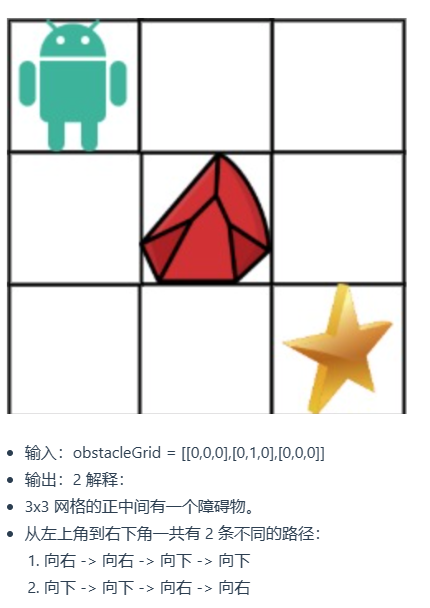 输入：obstacleGrid = [[0,0,0],[0,1,0],[0,0,0]]
输出：2 解释：
3x3 网格的正中间有一个障碍物。
从左上角到右下角一共有 2 条不同的路径：
1. 向右 -> 向右 -> 向下 -> 向下
2. 向下 -> 向下 -> 向右 -> 向右